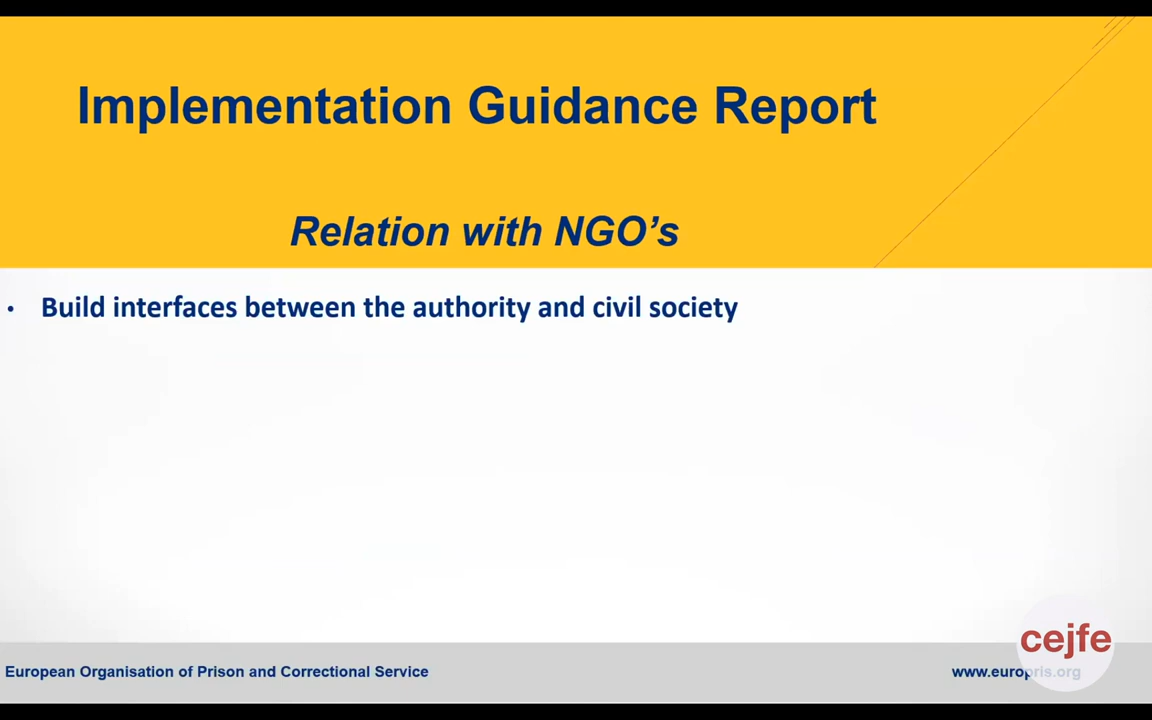 Implementation Guidance Report
Relation with NGO's
• Build interfaces between the authority and civil society
cejfe
European Organisation of Prison and Correctional Service
www.europris.org